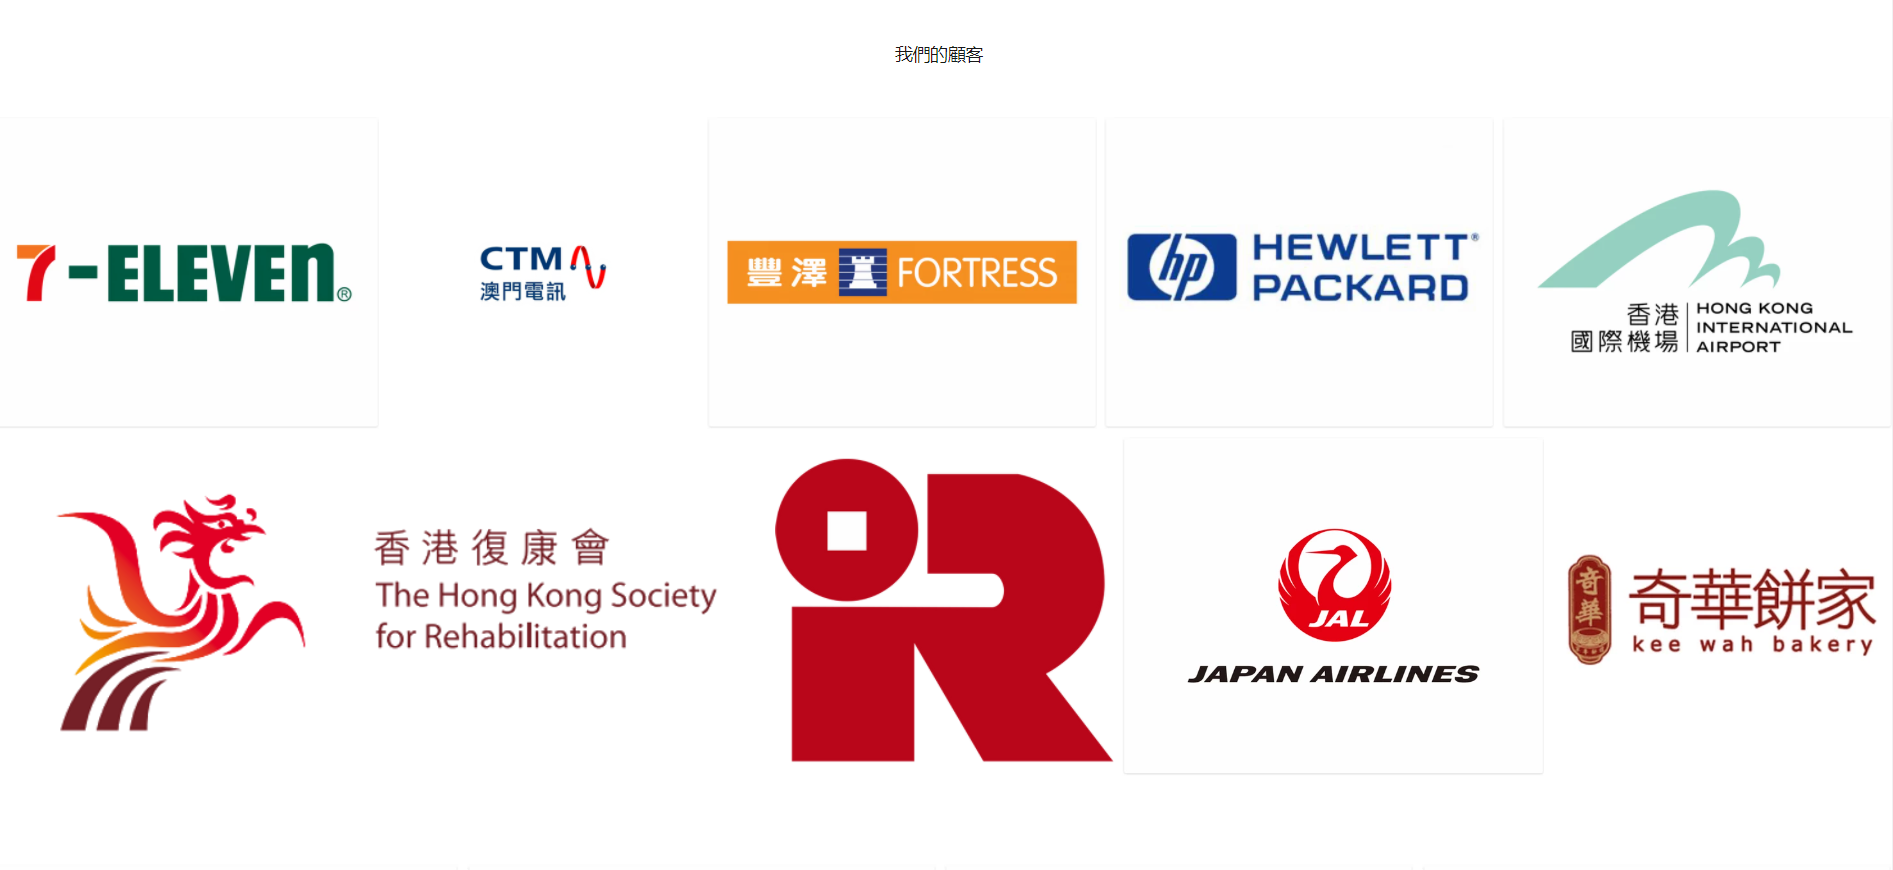 我們的顧客
7-ELEVEN®
CTM
澳門電訊
豐澤 FORTRESS
hp HEWLETT®
PACKARD
香港
國際機場
HONG KONG
INTERNATIONAL
AIRPORT
香港復康會
The Hong Kong Society
for Rehabilitation
iR
JAL
JAPAN AIRLINES
奇華
奇華餅家
kee wah bakery